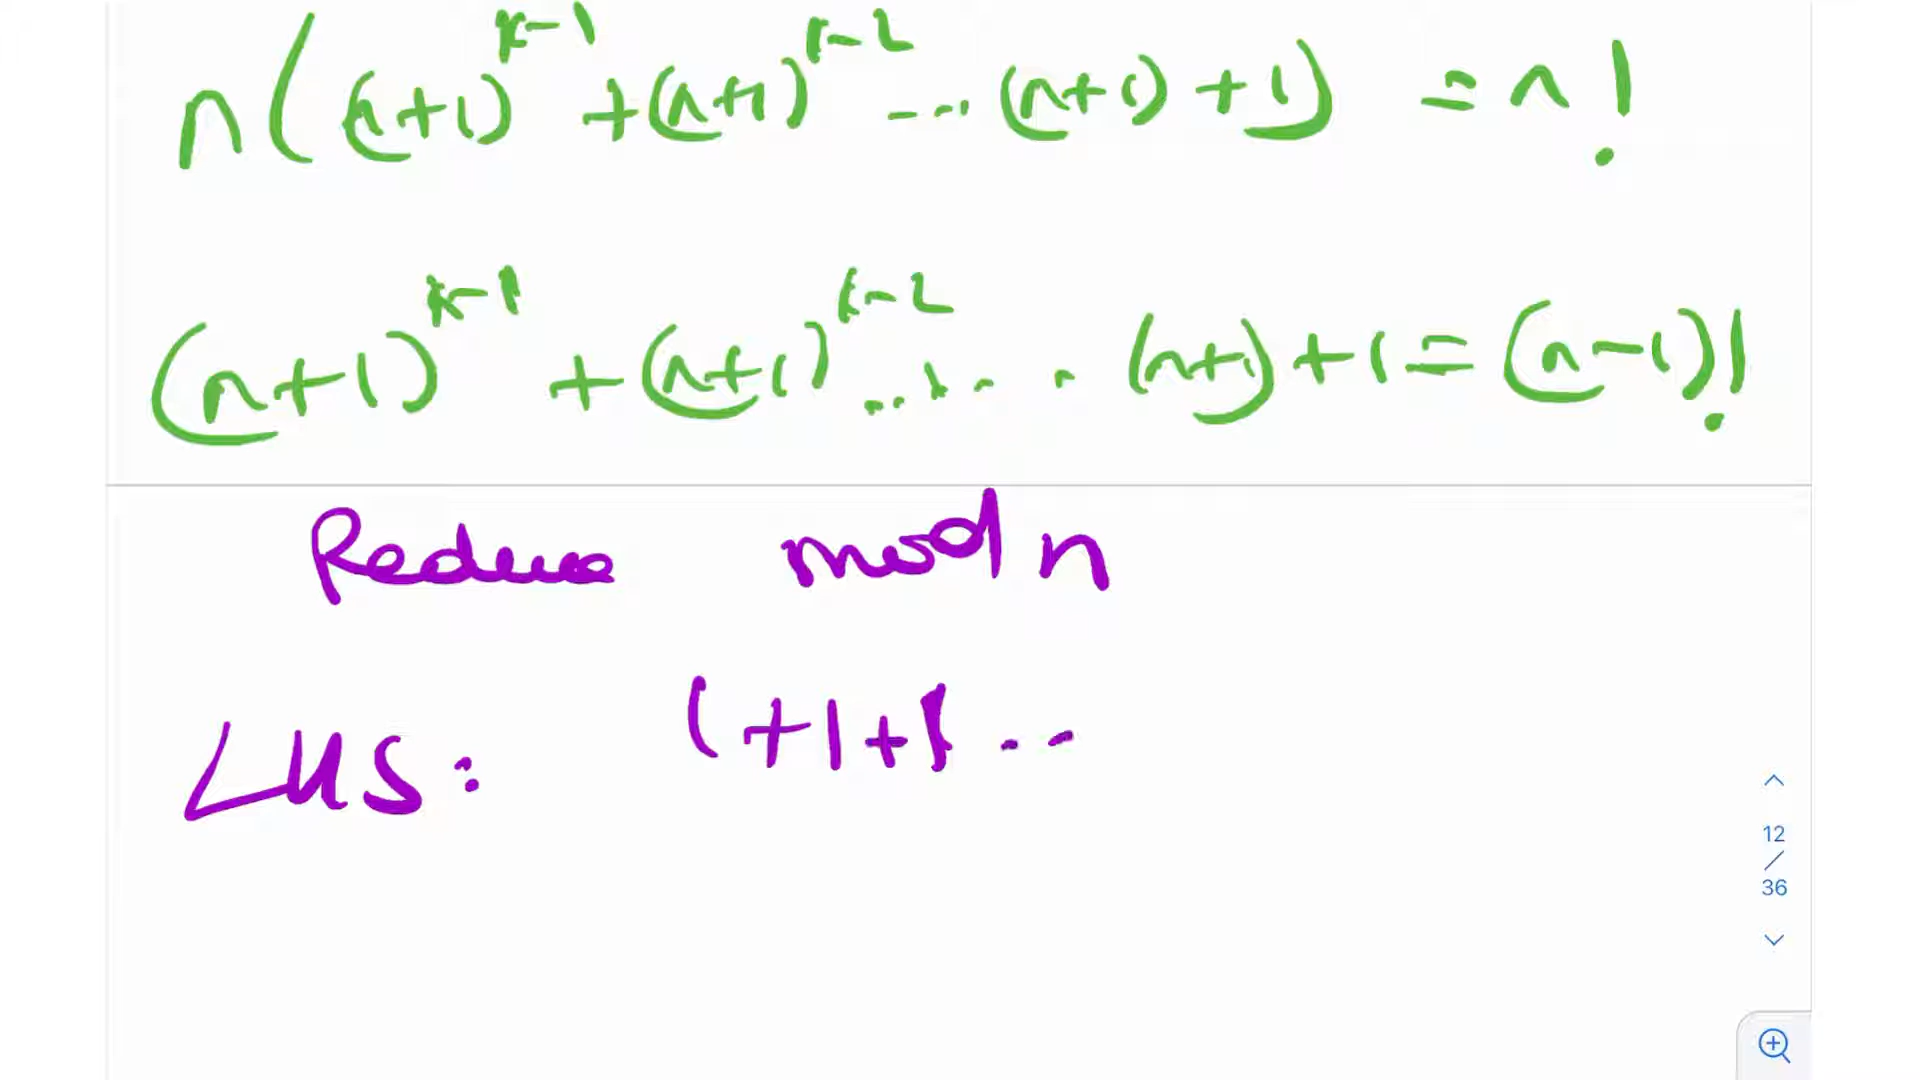 n((n+1)^{k-1} + (n+1)^{k-2} ... (n+1) + 1) = n!
(n+1)^{k-1} + (n+1)^{k-2} ..... (n+1) + 1 = (n-1)!
Reduce mod n
LHS: 1+1+1 ...
12
/
36